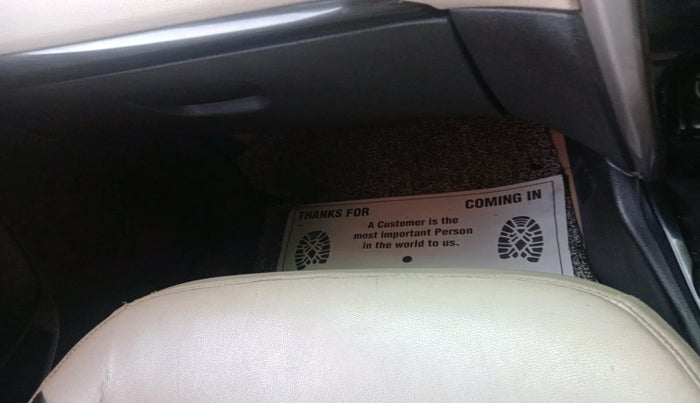 THANKS FOR COMING IN
A Customer is the
most important Person
in the world to us.